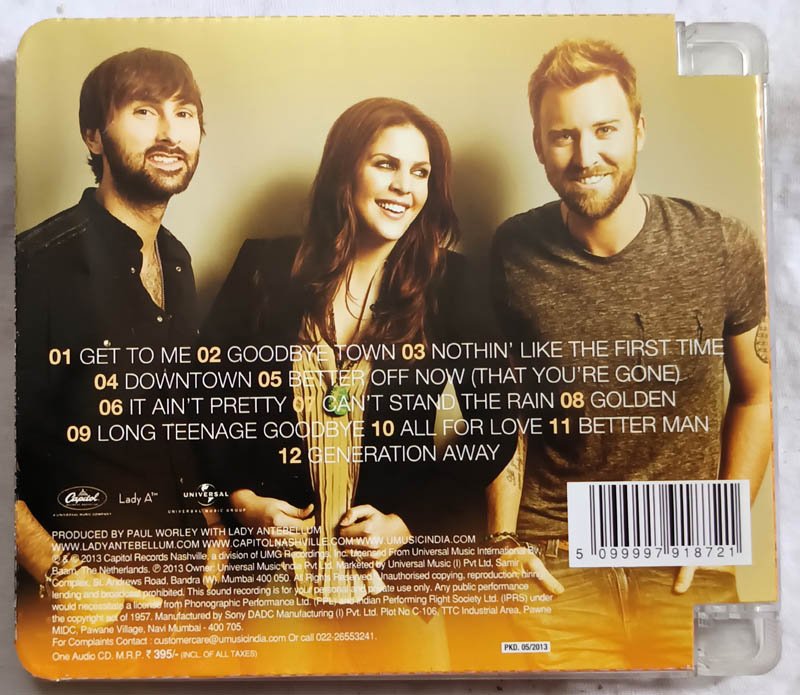 01 GET TO ME 02 GOODBYE TOWN 03 NOTHIN' LIKE THE FIRST TIME
04 DOWNTOWN 05 BETTER OFF NOW (THAT YOU'RE GONE)
06 IT AIN'T PRETTY 07 CAN'T STAND THE RAIN 08 GOLDEN
09 LONG TEENAGE GOODBYE 10 ALL FOR LOVE 11 BETTER MAN
12 GENERATION AWAY
Capitol
A UNIVERSAL MUSIC COMPANY
Lady A™
UNIVERSAL
UNIVERSAL MUSIC GROUP
PRODUCED BY PAUL WORLEY WITH LADY ANTEBELLUM
WWW.LADYANTEBELLUM.COM WWW.CAPITOLNASHVILLE.COM WWW.UMUSICINDIA.COM
℗ & © 2013 Capitol Records Nashville, a division of UMG Recordings, Inc. Licensed From Universal Music International Bv,
Baarn, The Netherlands. ℗ 2013 Owner: Universal Music India Pvt Ltd. Marketed by Universal Music (I) Pvt Ltd, Samir
Complex, St. Andrews Road, Bandra (W), Mumbai 400 050. All Rights Reserved. Unauthorised copying, reproduction, hiring,
lending and broadcast prohibited. This sound recording is for your personal and private use only. Any public performance
would necessitate a license from Phonographic Performance Ltd. (PPL) and Indian Performing Right Society Ltd. (IPRS) under
the copyright act of 1957. Manufactured by Sony DADC Manufacturing (I) Pvt. Ltd. Plot No C-106, TTC Industrial Area, Pawne
MIDC, Pawane Village, Navi Mumbai - 400 705.
For Complaints Contact : customercare@umusicindia.com Or call 022-26553241.
One Audio CD. M.R.P. ₹ 395/- (INCL. OF ALL TAXES)
PKD. 05/2013
5 099997 918721